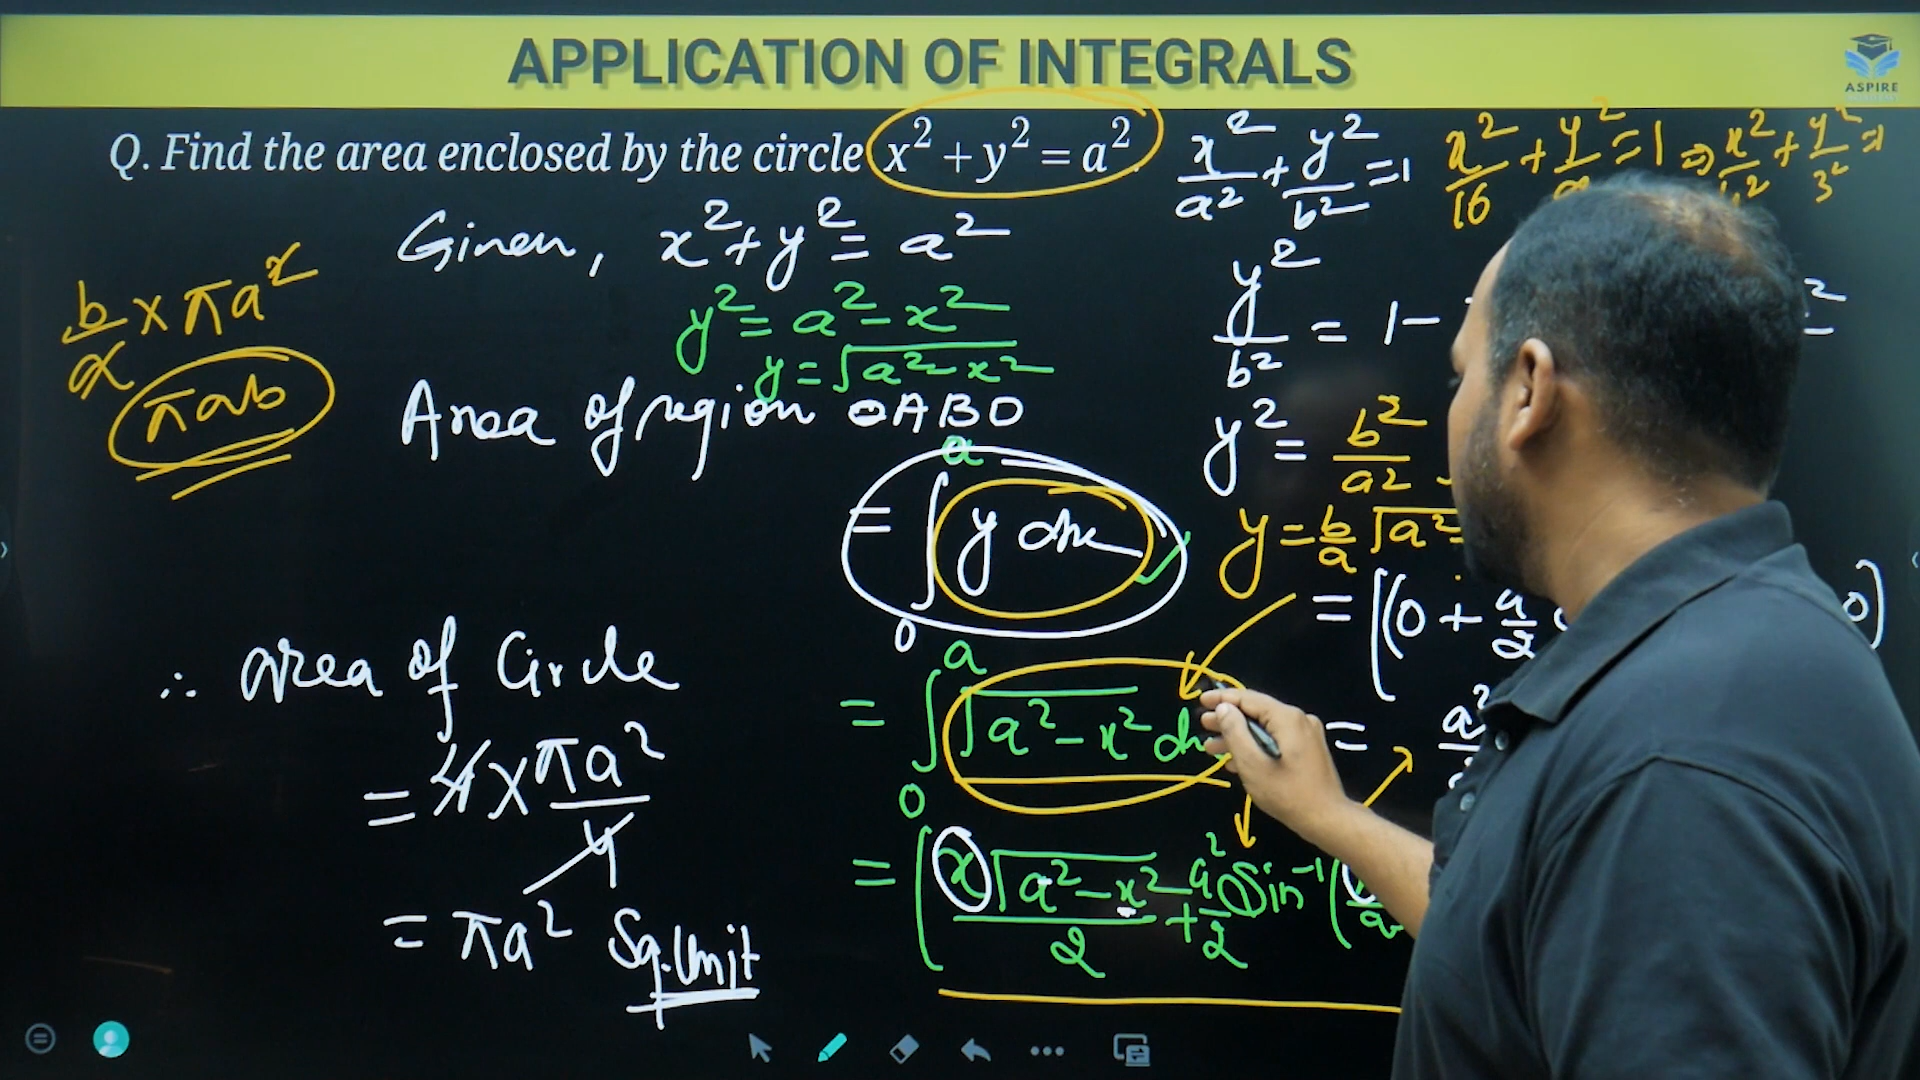 APPLICATION OF INTEGRALS
ASPIRE
Q. Find the area enclosed by the circle x² + y² = a²
Given, x² + y² = a²
y² = a² - x²
y = √(a² - x²)
Area of region OABO
= ∫₀ᵃ y dx
= ∫₀ᵃ √(a² - x²) dx
= [x√(a² - x²)/2 + a²/2 Sin⁻¹(
b/a × πa²
πab
∴ area of Circle
= 4 × πa²/4
= πa² Sq.Unit
x²/a² + y²/b² = 1
y²/b² = 1 -
y² = b²/a²
y = b/a √a²
= [(0 + a/2
0)
=
x²/16 + y² = 1 ⇒ x² + y²/3² = 1